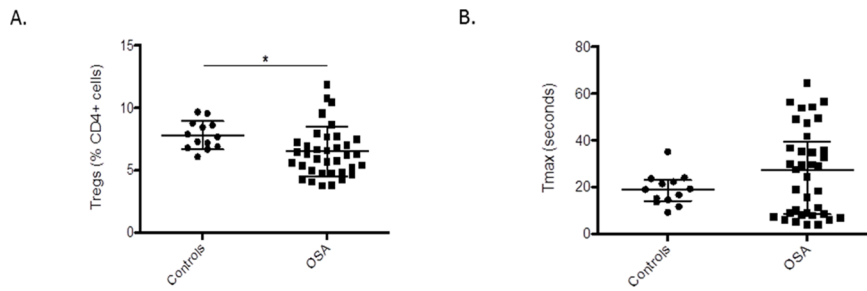 A.
B.
Tregs (% CD4+ cells)
15
10
5
0
*
Controls
OSA
Tmax (seconds)
80
60
40
20
0
Controls
OSA